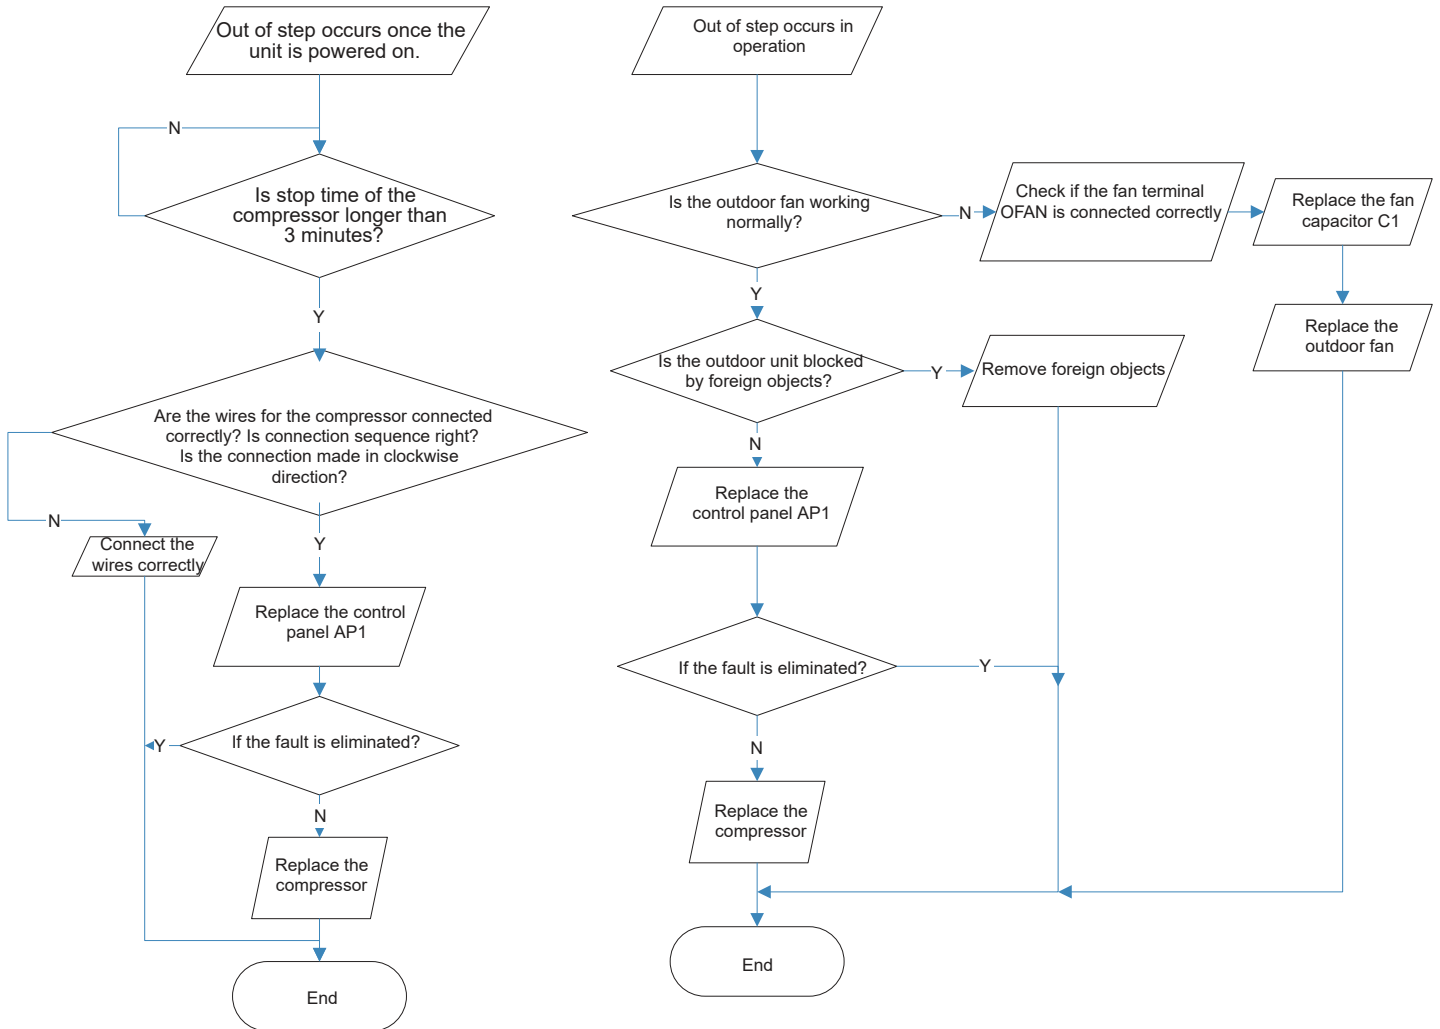 Out of step occurs once the
unit is powered on.
N
Is stop time of the
compressor longer than
3 minutes?
Y
Are the wires for the compressor connected
correctly? Is connection sequence right?
Is the connection made in clockwise
direction?
N
Connect the
wires correctly
Y
Replace the control
panel AP1
If the fault is eliminated?
Y
N
Replace the
compressor
End
Out of step occurs in
operation
Is the outdoor fan working
normally?
N
Check if the fan terminal
OFAN is connected correctly
Replace the fan
capacitor C1
Replace the
outdoor fan
Y
Is the outdoor unit blocked
by foreign objects?
Y
Remove foreign objects
N
Replace the
control panel AP1
If the fault is eliminated?
Y
N
Replace the
compressor
End